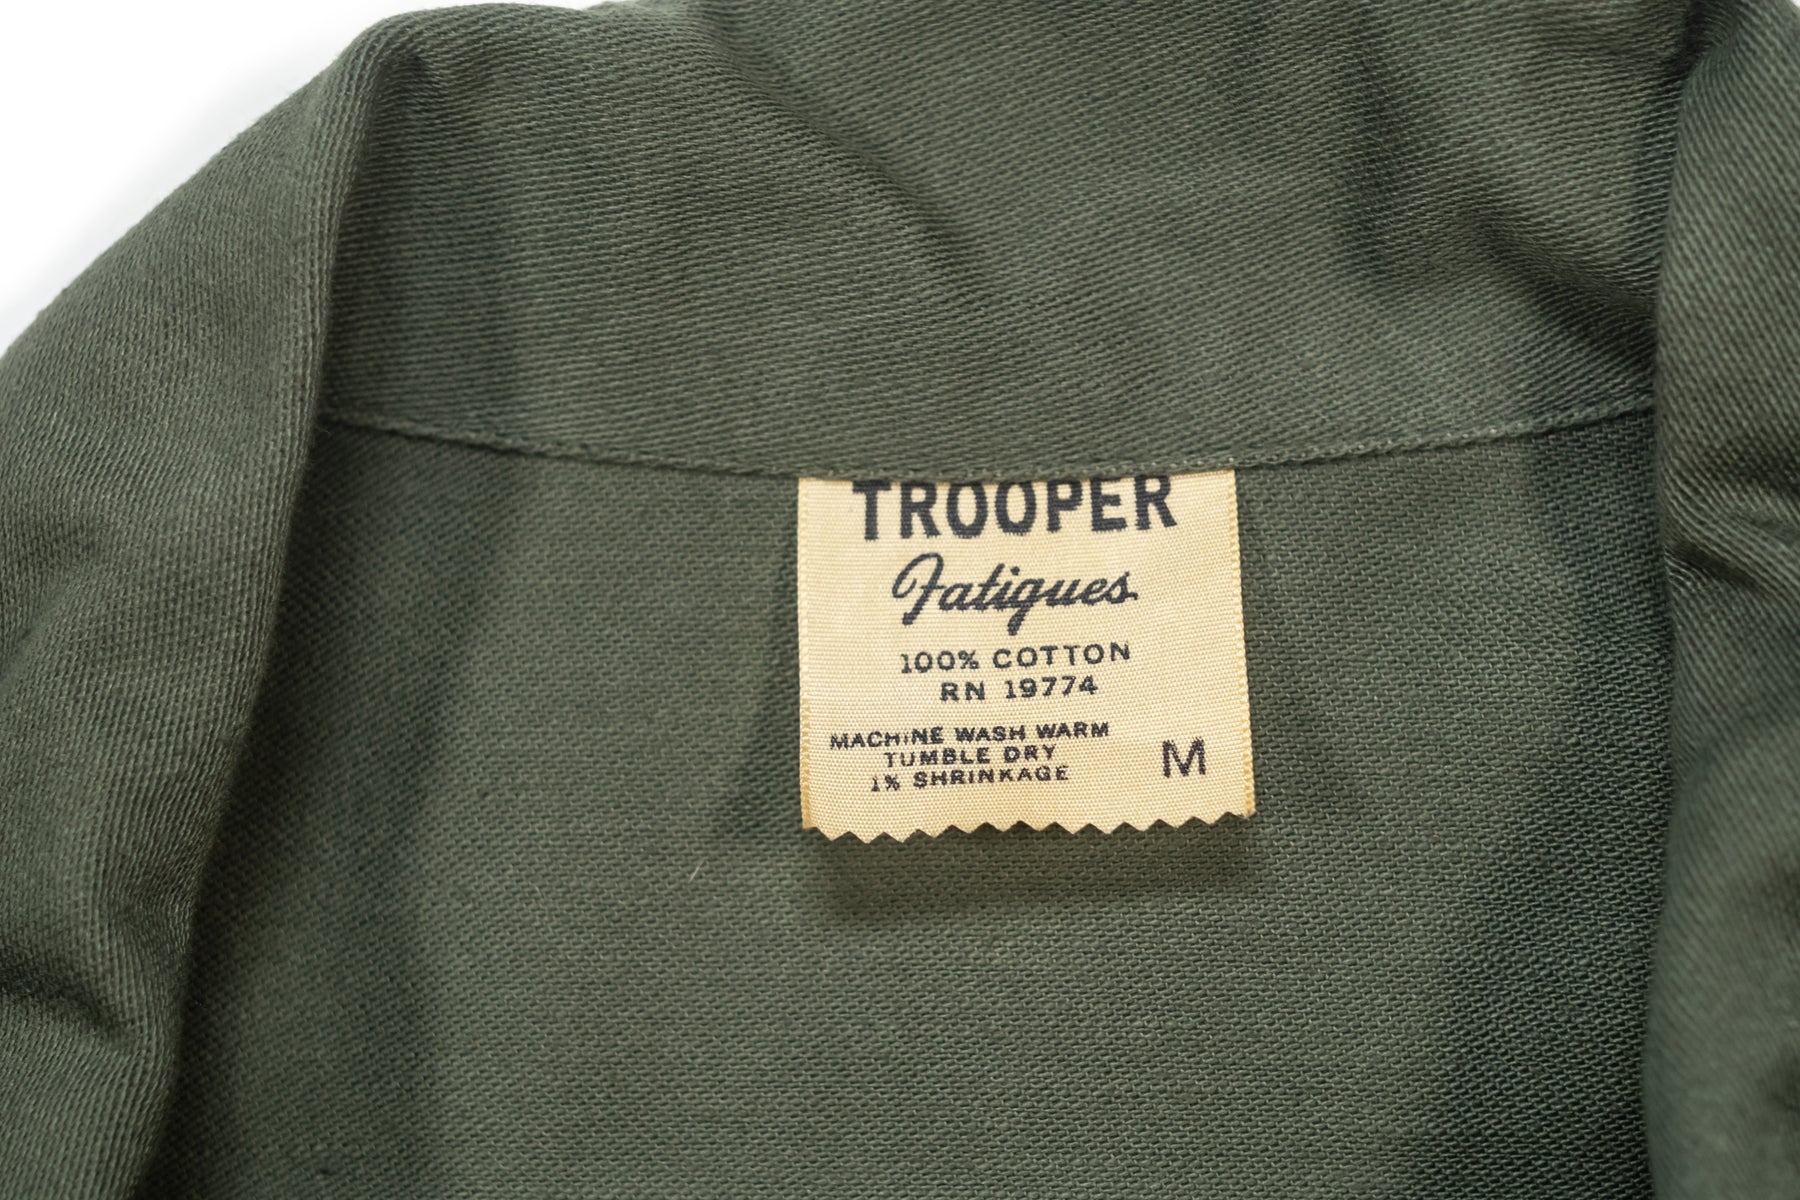 TROOPER
Fatigues
100% COTTON
RN 19774
MACHINE WASH WARM
TUMBLE DRY
1% SHRINKAGE
M